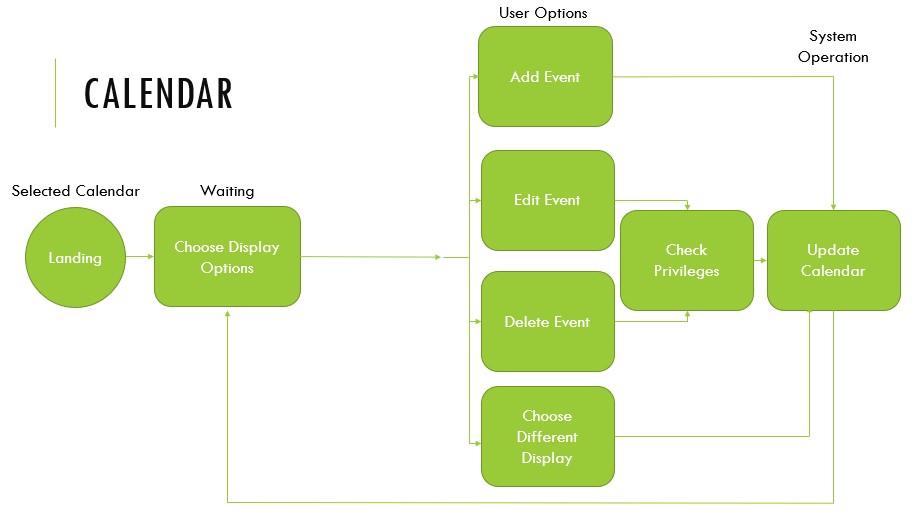 User Options
System
Operation
CALENDAR
Add Event
Selected Calendar
Waiting
Landing
Choose Display
Options
Edit Event
Check
Privileges
Update
Calendar
Delete Event
Choose
Different
Display